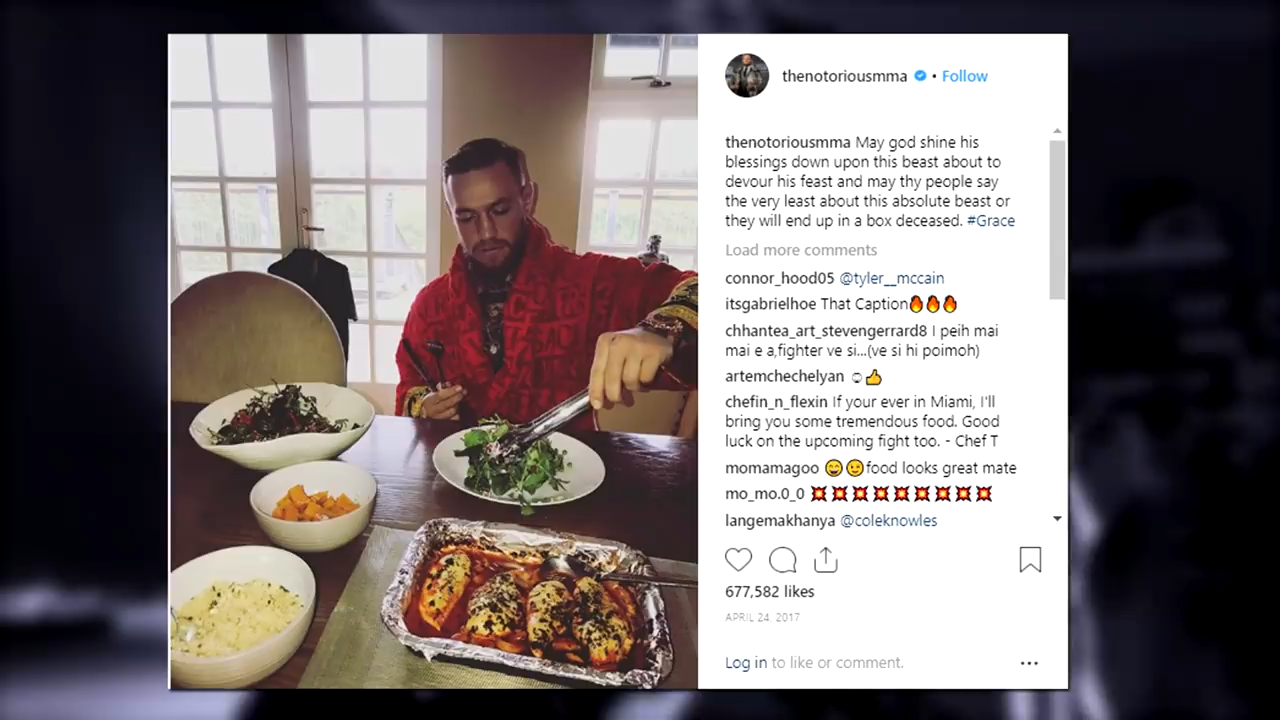 thenotoriousmma • Follow
thenotoriousmma May god shine his
blessings down upon this beast about to
devour his feast and may thy people say
the very least about this absolute beast or
they will end up in a box deceased. #Grace
Load more comments
connor_hood05 @tyler__mccain
itsgabrielhoe That Caption🔥🔥🔥
chhantea_art_stevengerrard8 I peih mai
mai e a,fighter ve si...(ve si hi poimoh)
artemchechelyan ☺👍
chefin_n_flexin If your ever in Miami, I'll
bring you some tremendous food. Good
luck on the upcoming fight too. - Chef T
momamagoo 😄😉food looks great mate
mo_mo.0_0 💥💥💥💥💥💥💥💥💥
langemakhanya @coleknowles
677,582 likes
APRIL 24, 2017
Log in to like or comment.